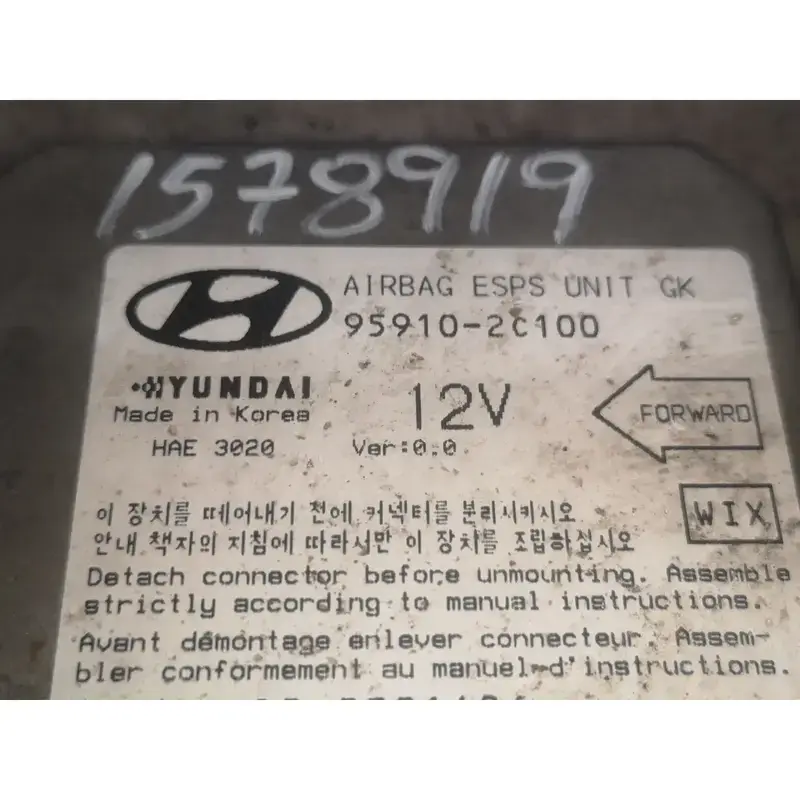 1578919
AIRBAG ESPS UNIT GK
95910-2C100
HYUNDAI
Made in Korea
12V
FORWARD
HAE 3020
Ver:0.0
WIX
이 장치를 떼어내기 전에 커넥터를 분리시키시오
안내 책자의 지침에 따라서만 이 장치를 조립하십시오
Detach connector before unmounting. Assemble
strictly according to manual instructions.
Avant démontage enlever connecteur. Assem-
bler conformement au manuel-d'instructions.